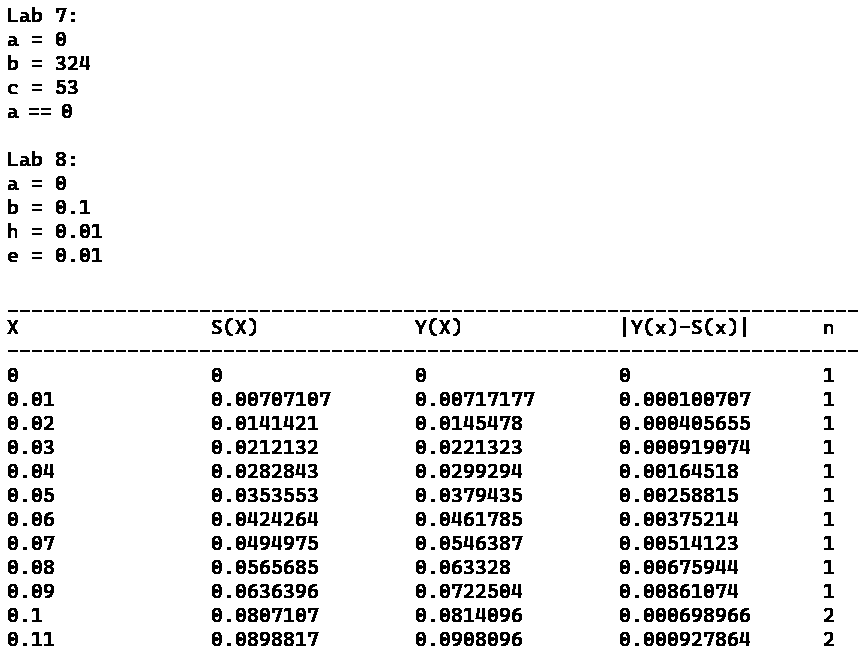 Lab 7:
a = 0
b = 324
c = 53
a == 0
Lab 8:
a = 0
b = 0.1
h = 0.01
e = 0.01
-----------------------------------------------------------------------
X S(X) Y(X) |Y(x)-S(x)| n
-----------------------------------------------------------------------
0 0 0 0 1
0.01 0.00707107 0.00717177 0.000100707 1
0.02 0.0141421 0.0145478 0.000405655 1
0.03 0.0212132 0.0221323 0.000919074 1
0.04 0.0282843 0.0299294 0.00164518 1
0.05 0.0353553 0.0379435 0.00258815 1
0.06 0.0424264 0.0461785 0.00375214 1
0.07 0.0494975 0.0546387 0.00514123 1
0.08 0.0565685 0.063328 0.00675944 1
0.09 0.0636396 0.0722504 0.00861074 1
0.1 0.0807107 0.0814096 0.000698966 2
0.11 0.0898817 0.0908096 0.000927864 2